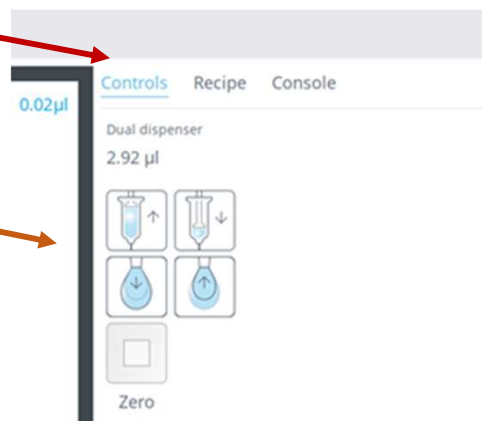 Controls Recipe Console
0.02µl
Dual dispenser
2.92 µl
Zero